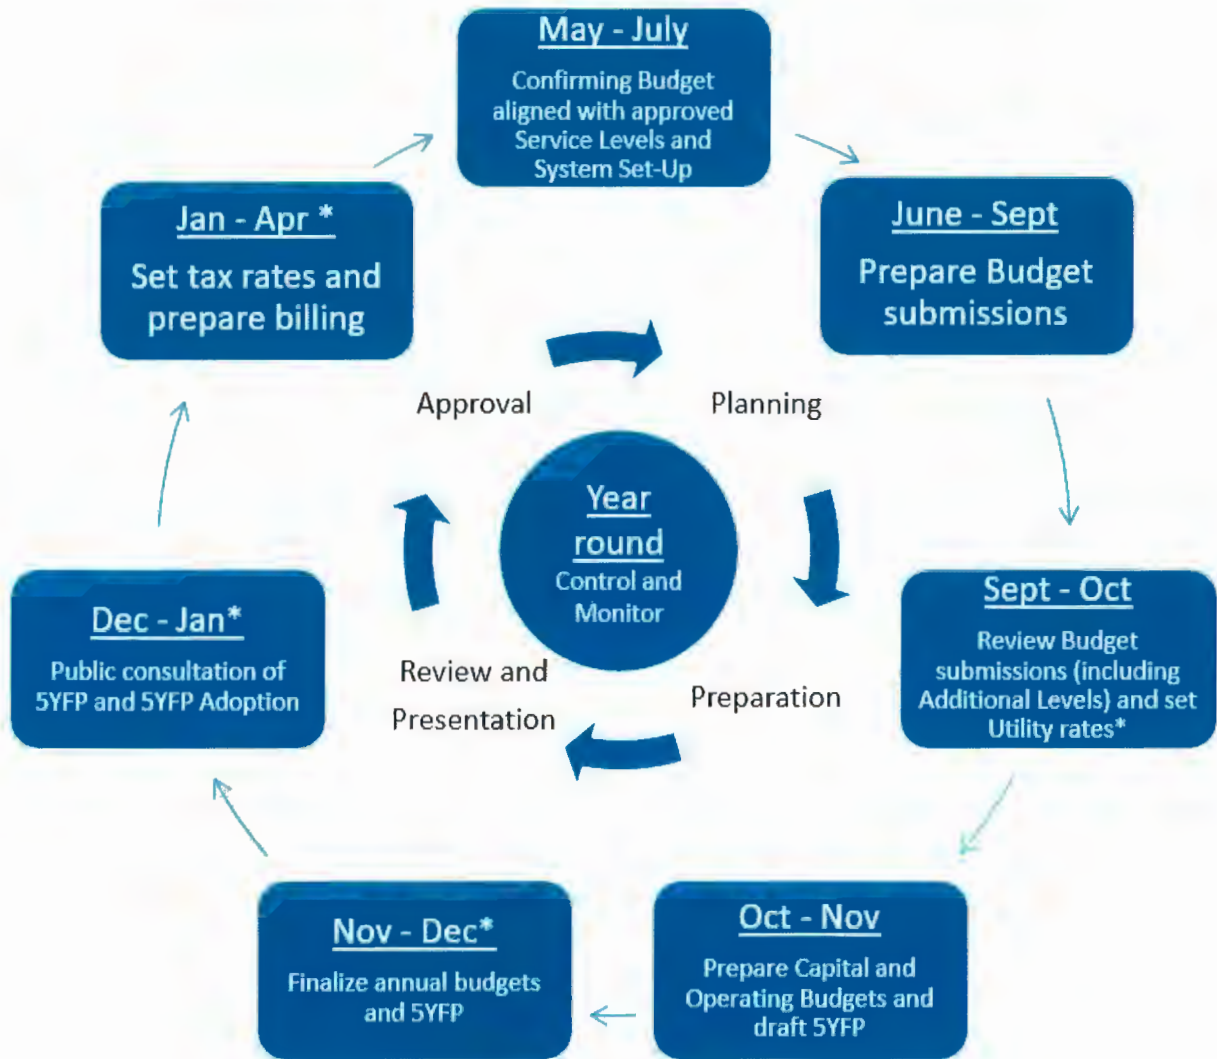 May - July
Confirming Budget
aligned with approved
Service Levels and
System Set-Up
June - Sept
Prepare Budget
submissions
Sept - Oct
Review Budget
submissions (including
Additional Levels) and set
Utility rates*
Oct - Nov
Prepare Capital and
Operating Budgets and
draft 5YFP
Nov - Dec*
Finalize annual budgets
and 5YFP
Dec - Jan*
Public consultation of
5YFP and 5YFP Adoption
Jan - Apr *
Set tax rates and
prepare billing
Approval
Planning
Preparation
Review and
Presentation
Year
round
Control and
Monitor